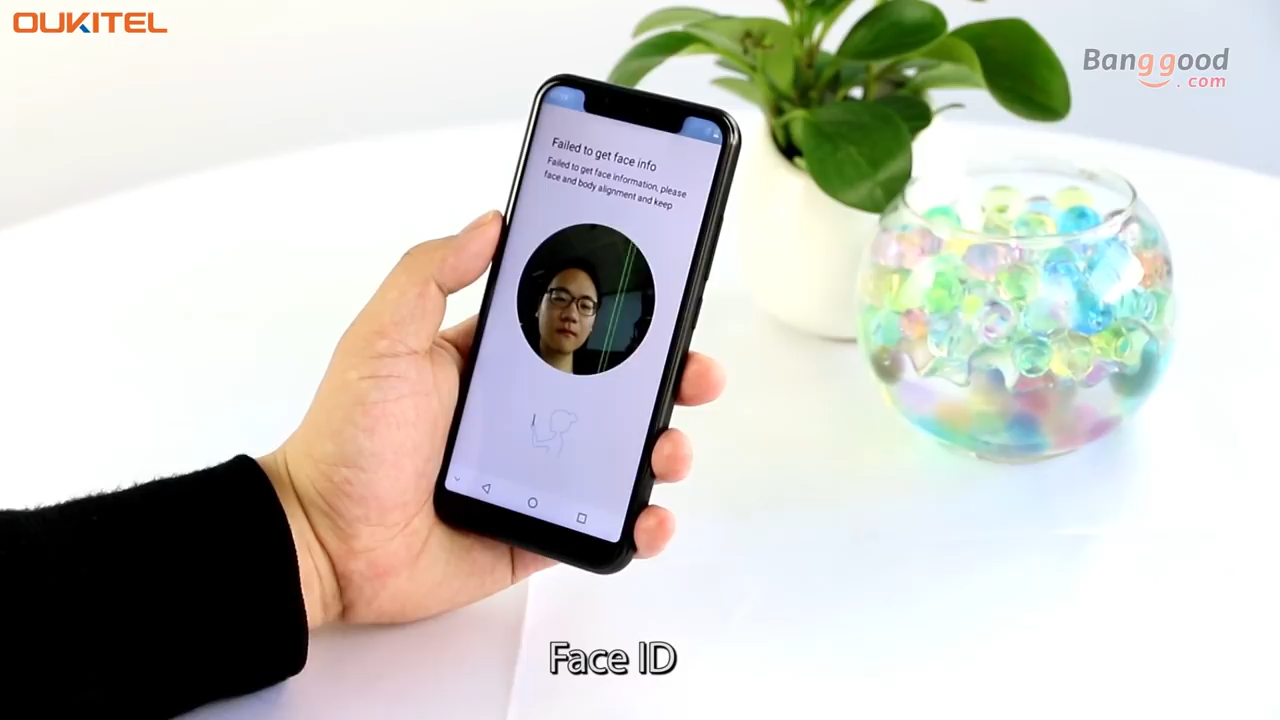 OUKITEL
Banggood
.com
Failed to get face info
Failed to get face information, please
face and body alignment and keep
Face ID